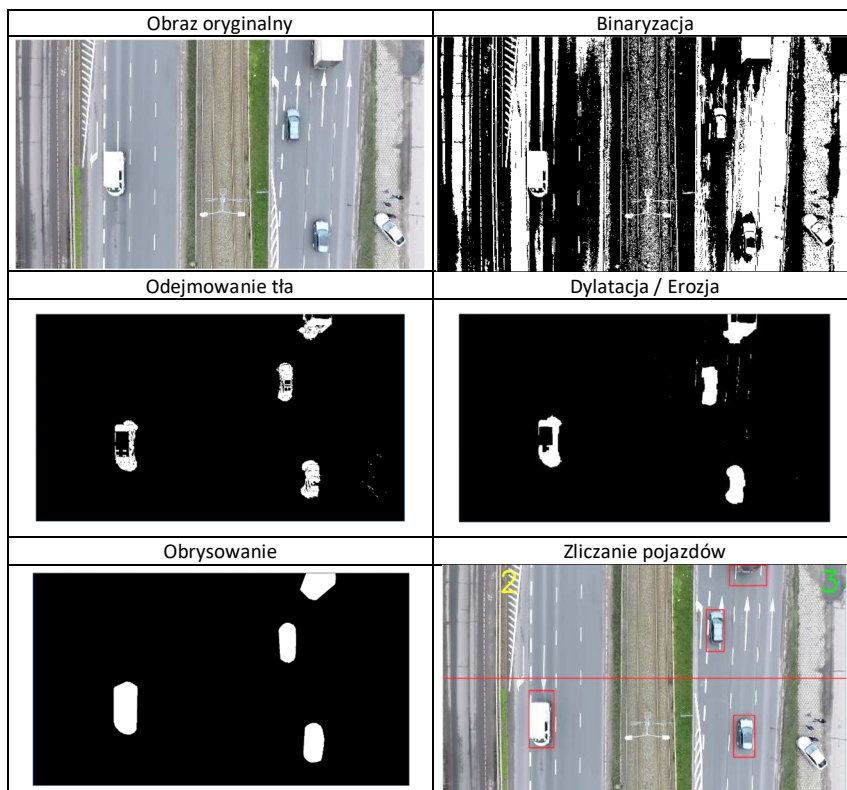 Obraz oryginalny
Binaryzacja
Odejmowanie tła
Dylatacja / Erozja
Obrysowanie
Zliczanie pojazdów
2
3